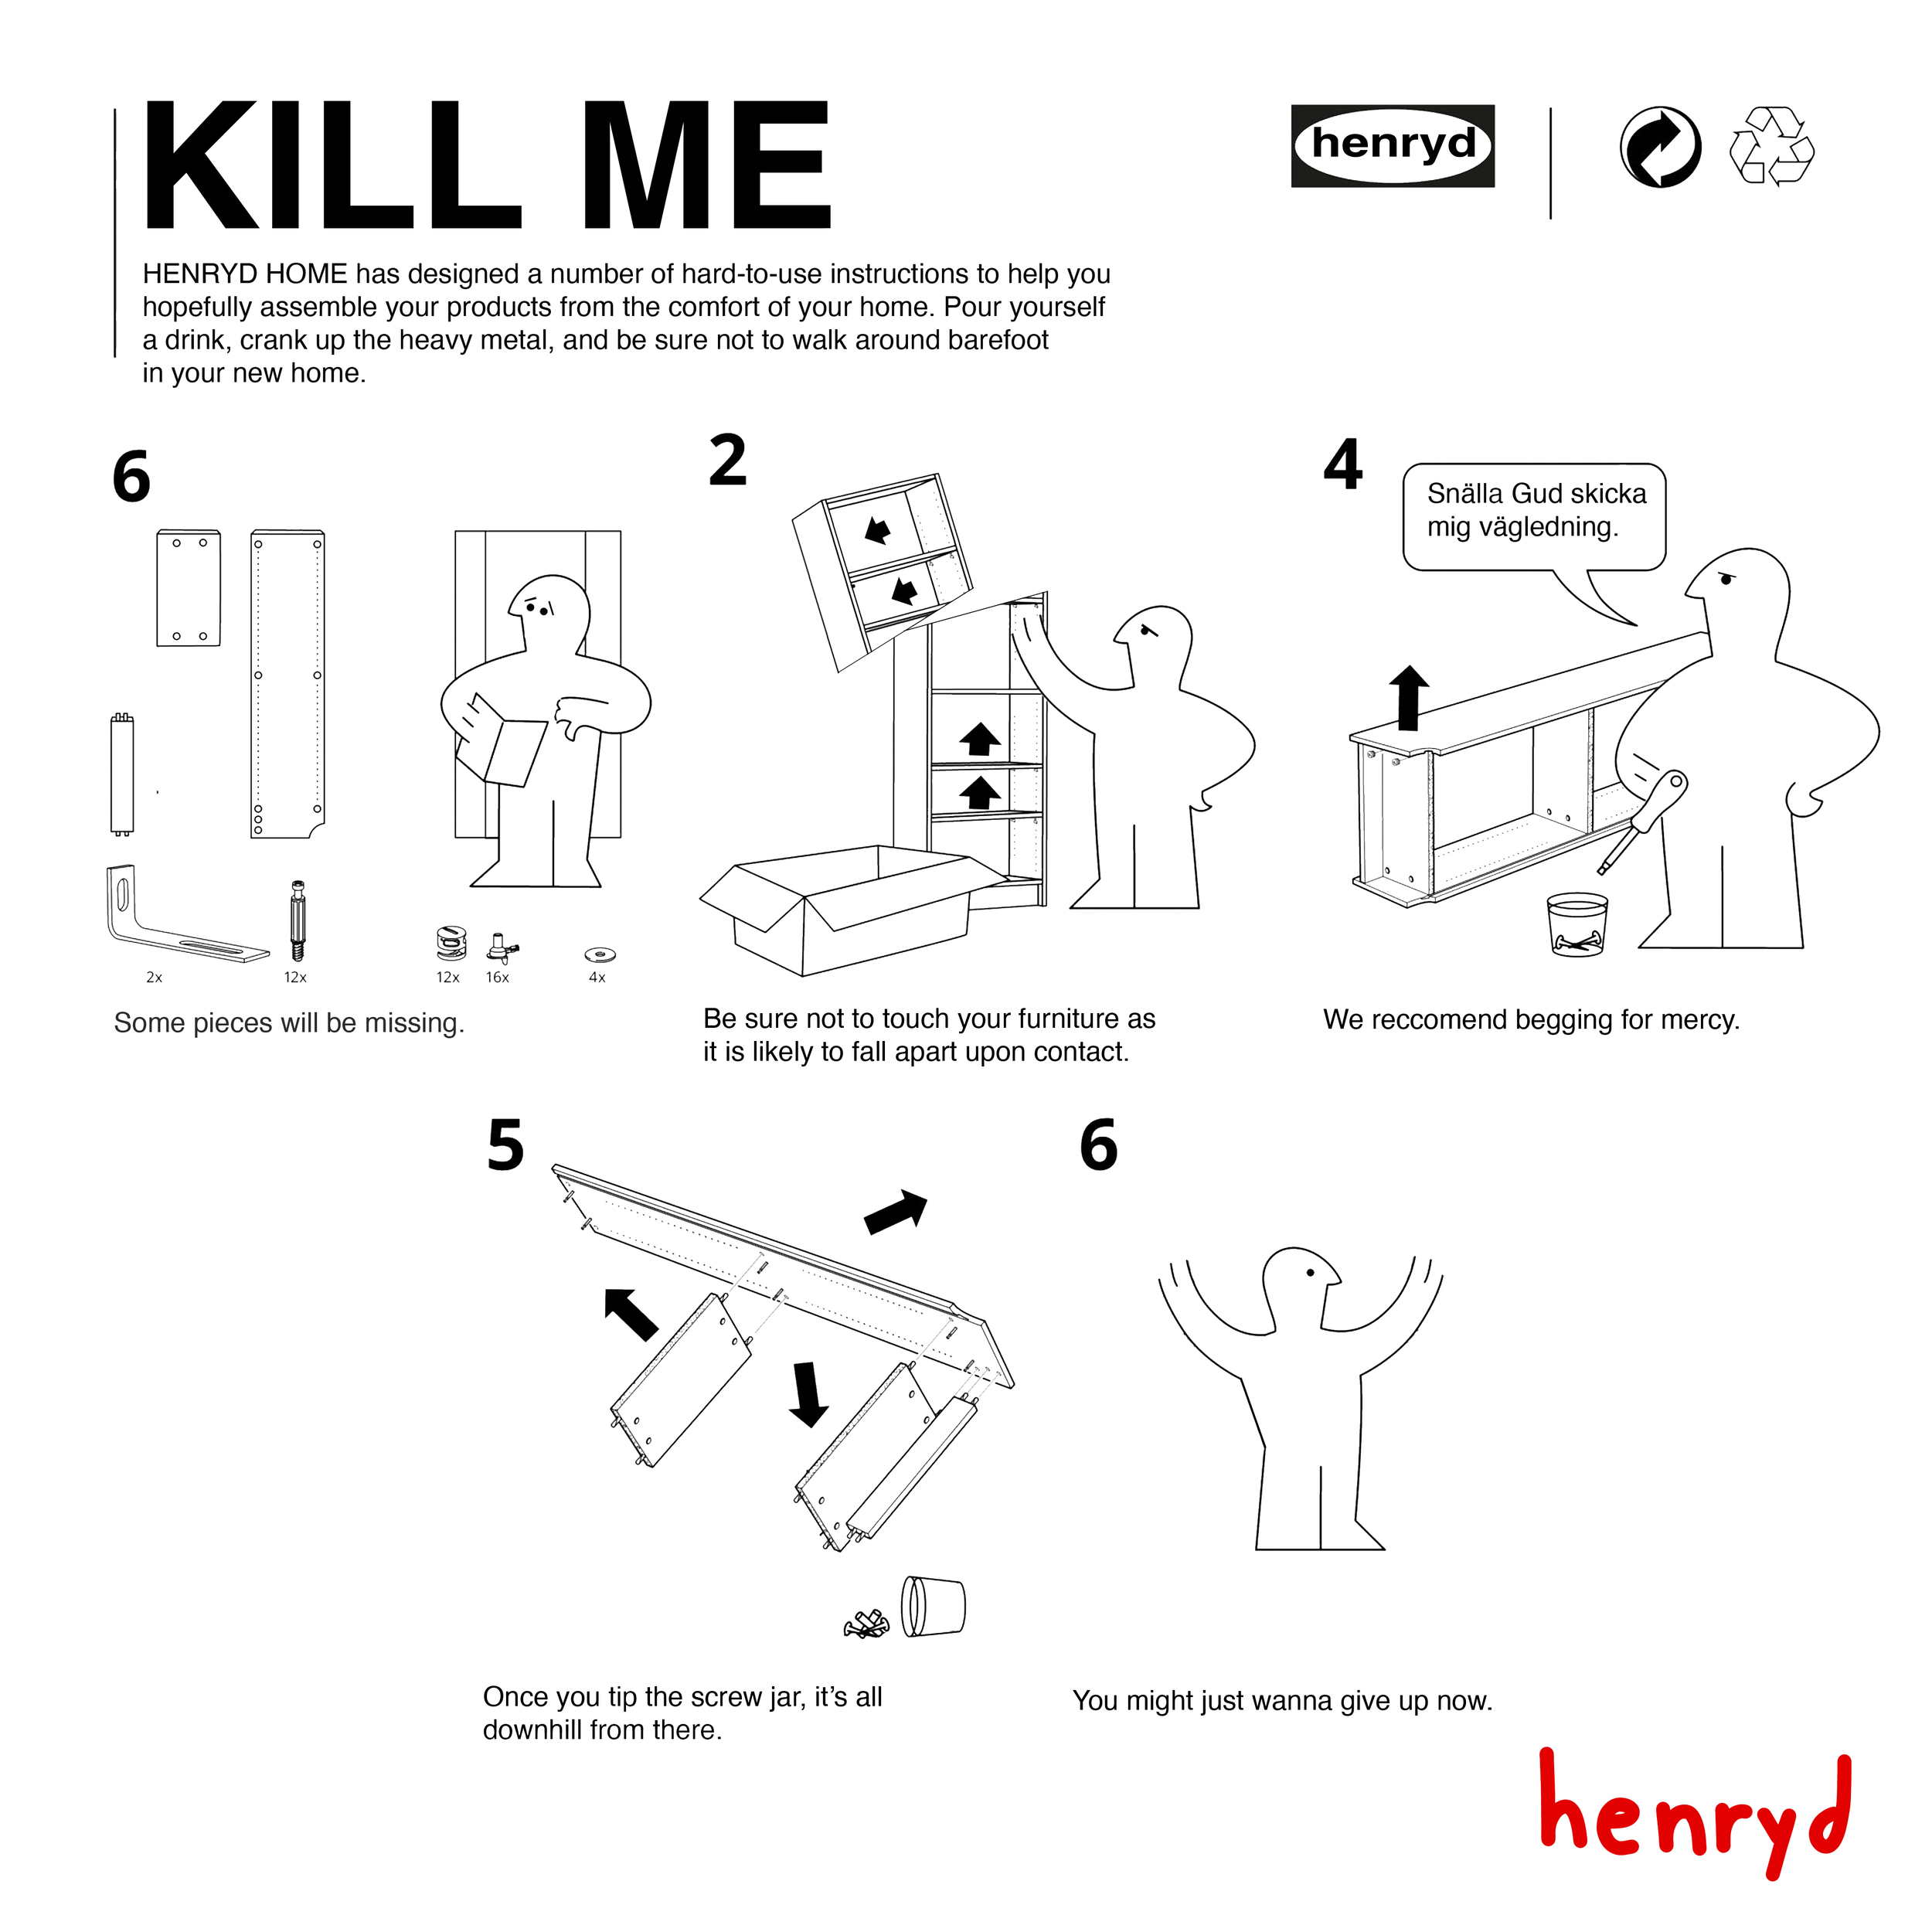 KILL ME
henryd
HENRYD HOME has designed a number of hard-to-use instructions to help you
hopefully assemble your products from the comfort of your home. Pour yourself
a drink, crank up the heavy metal, and be sure not to walk around barefoot
in your new home.
6
2x
12x
12x
16x
4x
Some pieces will be missing.
2
Be sure not to touch your furniture as
it is likely to fall apart upon contact.
4
Snälla Gud skicka
mig vägledning.
We reccomend begging for mercy.
5
Once you tip the screw jar, it’s all
downhill from there.
6
You might just wanna give up now.
henryd